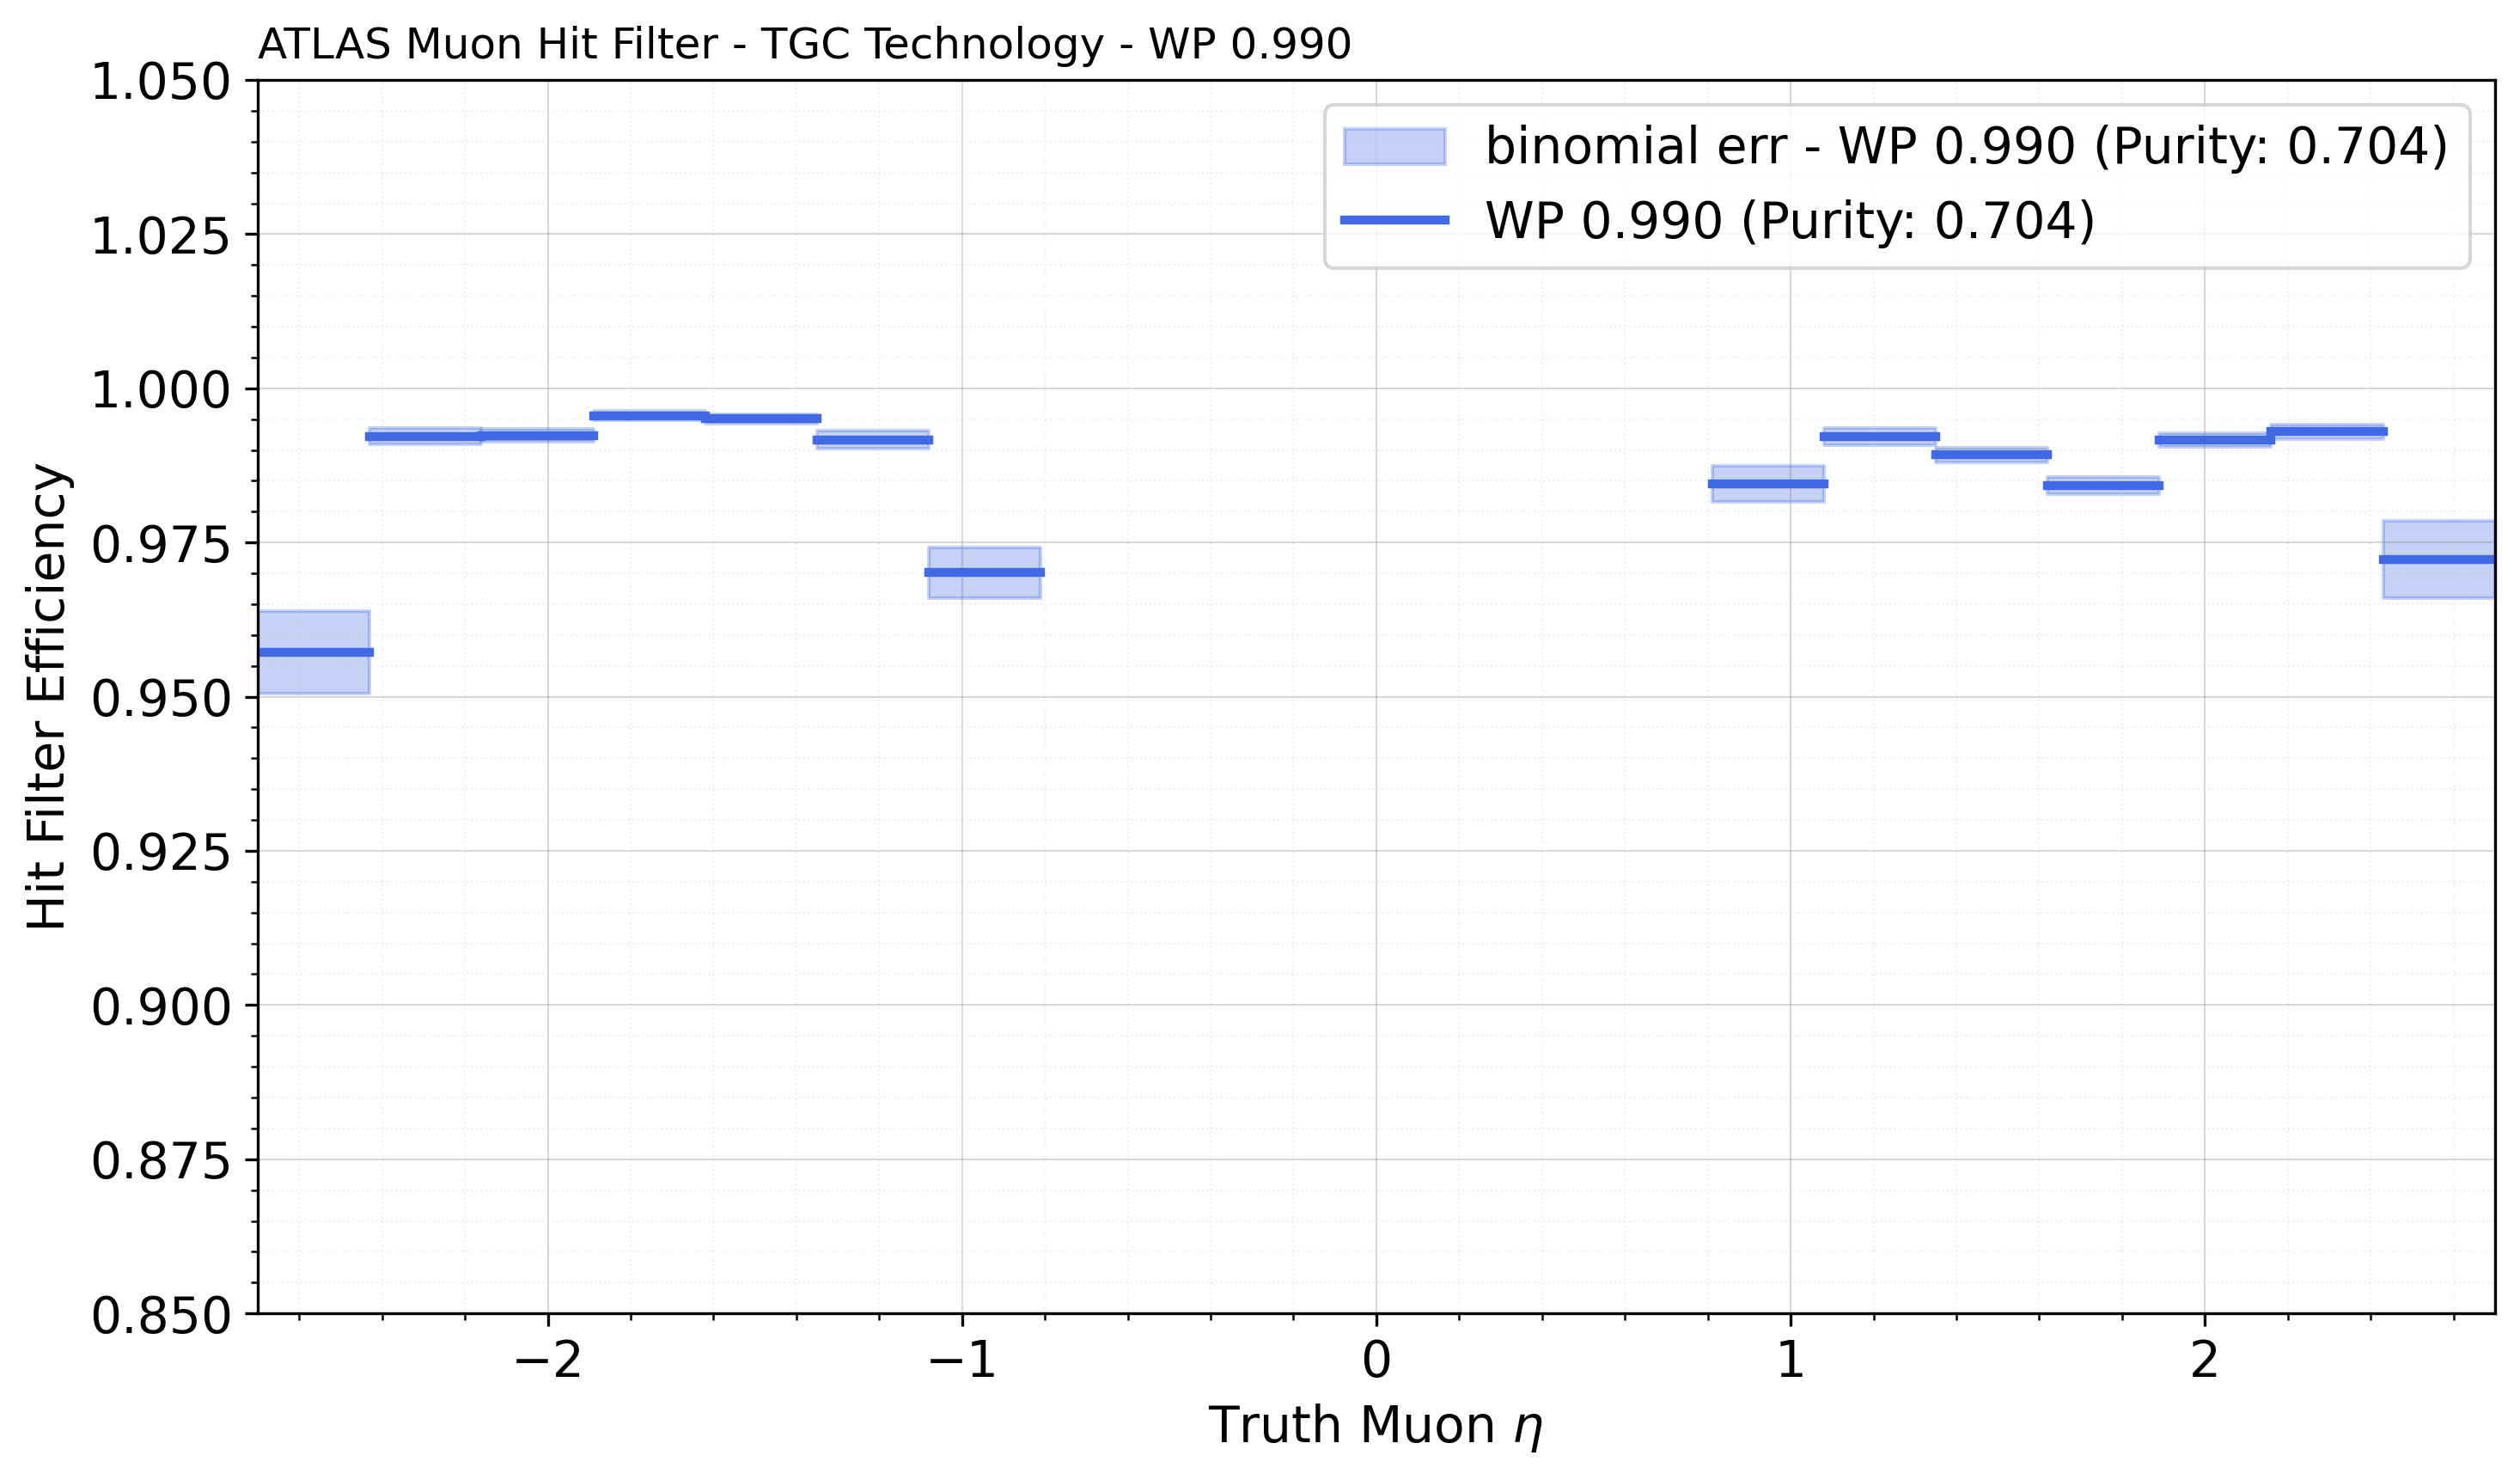 ATLAS Muon Hit Filter - TGC Technology - WP 0.990
1.050
1.025
1.000
0.975
0.950
0.925
0.900
0.875
0.850
Hit Filter Efficiency
binomial err - WP 0.990 (Purity: 0.704)
WP 0.990 (Purity: 0.704)
−2
−1
0
1
2
Truth Muon η